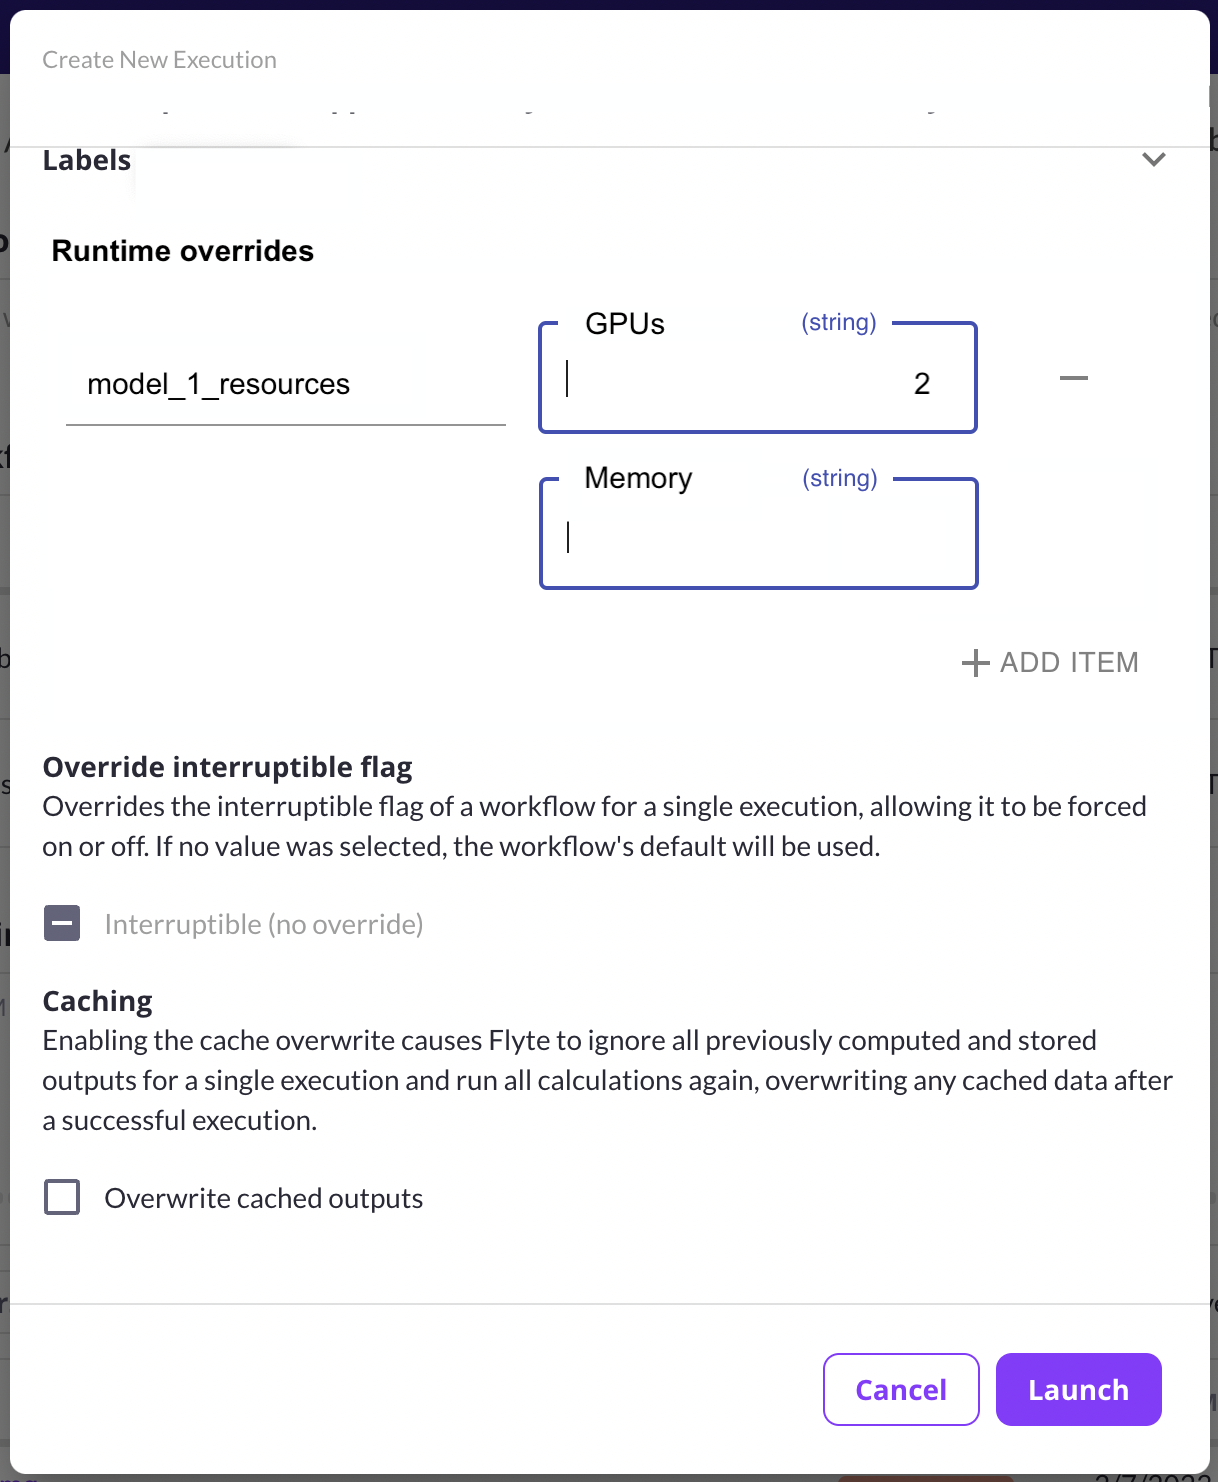 Create New Execution
Labels
Runtime overrides
GPUs (string)
model_1_resources 2
Memory (string)
ADD ITEM
Override interruptible flag
Overrides the interruptible flag of a workflow for a single execution, allowing it to be forced
on or off. If no value was selected, the workflow's default will be used.
Interruptible (no override)
Caching
Enabling the cache overwrite causes Flyte to ignore all previously computed and stored
outputs for a single execution and run all calculations again, overwriting any cached data after
a successful execution.
Overwrite cached outputs
Cancel Launch